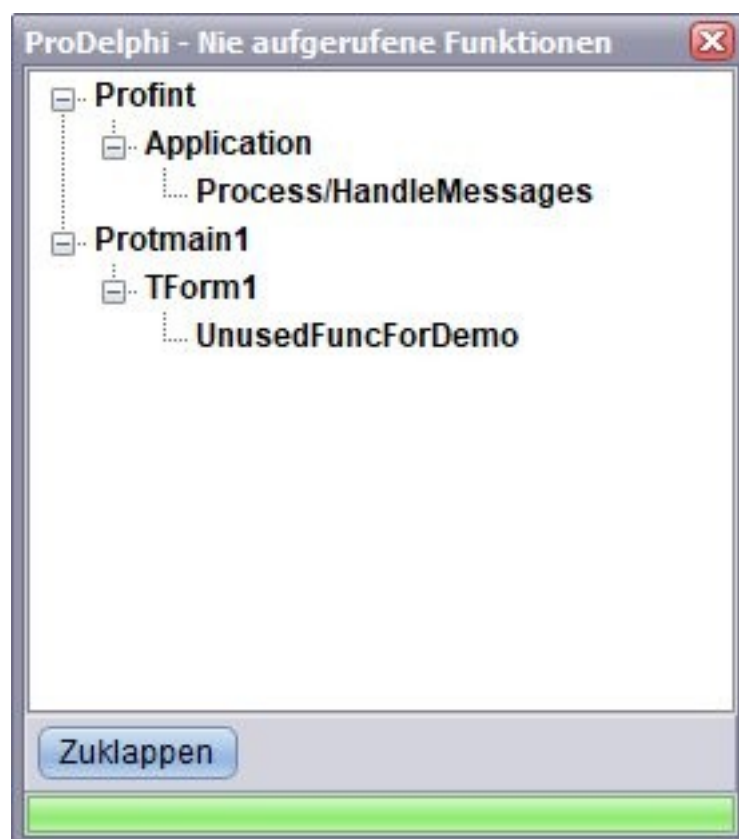 ProDelphi - Nie aufgerufene Funktionen
Profint
Application
Process/HandleMessages
Protmain1
TForm1
UnusedFuncForDemo
Zuklappen